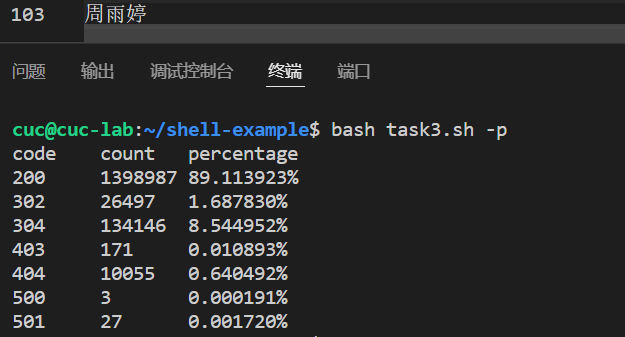 103 周雨婷
问题 输出 调试控制台 终端 端口
cuc@cuc-lab:~/shell-example$ bash task3.sh -p
code count percentage
200 1398987 89.113923%
302 26497 1.687830%
304 134146 8.544952%
403 171 0.010893%
404 10055 0.640492%
500 3 0.000191%
501 27 0.001720%